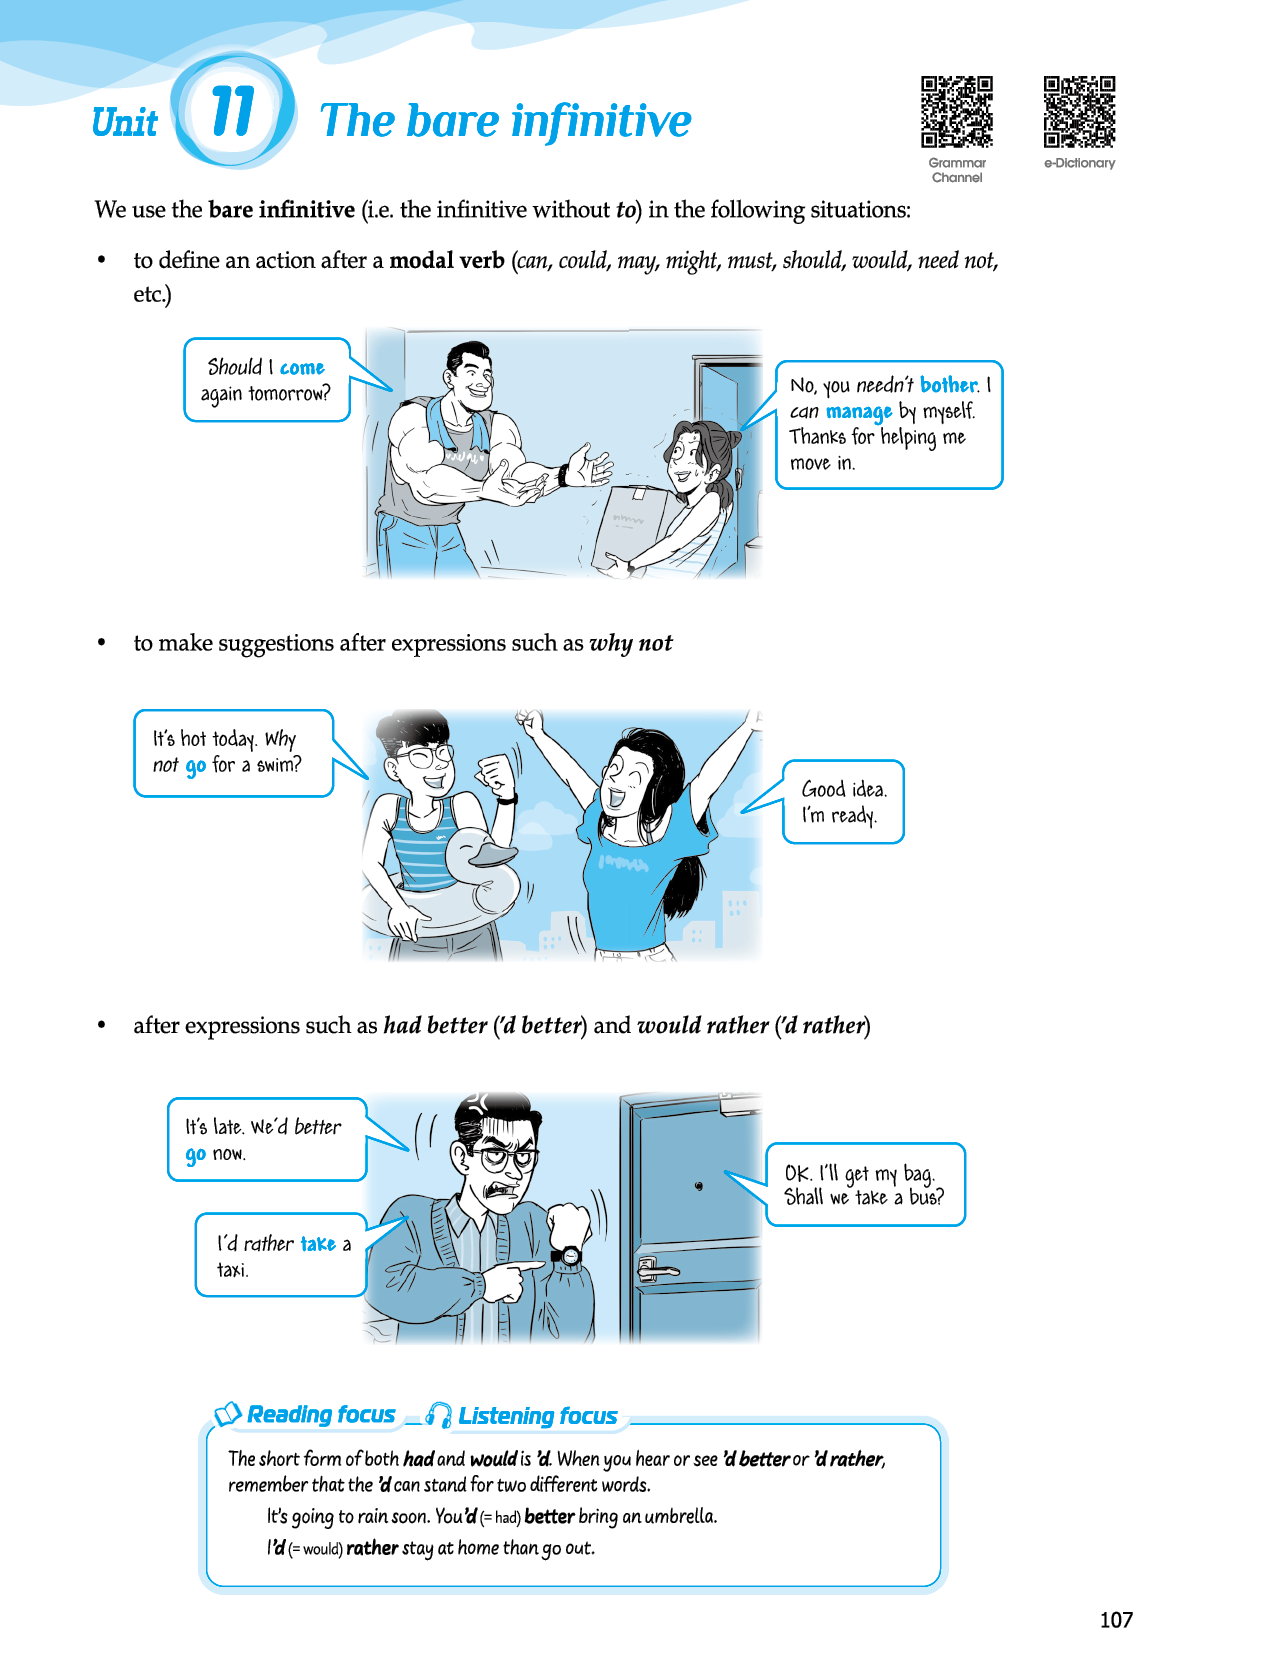 Unit 11 The bare infinitive
Grammar
Channel
e-Dictionary
We use the bare infinitive (i.e. the infinitive without to) in the following situations:
• to define an action after a modal verb (can, could, may, might, must, should, would, need not,
etc.)
Should I come
again tomorrow?
No, you needn't bother. I
can manage by myself.
Thanks for helping me
move in.
• to make suggestions after expressions such as why not
It's hot today. Why
not go for a swim?
Good idea.
I'm ready.
• after expressions such as had better ('d better) and would rather ('d rather)
It's late. We'd better
go now.
OK. I'll get my bag.
Shall we take a bus?
I'd rather take a
taxi.
Reading focus Listening focus
The short form of both had and would is 'd. When you hear or see 'd better or 'd rather,
remember that the 'd can stand for two different words.
It's going to rain soon. You'd (= had) better bring an umbrella.
I'd (= would) rather stay at home than go out.
107